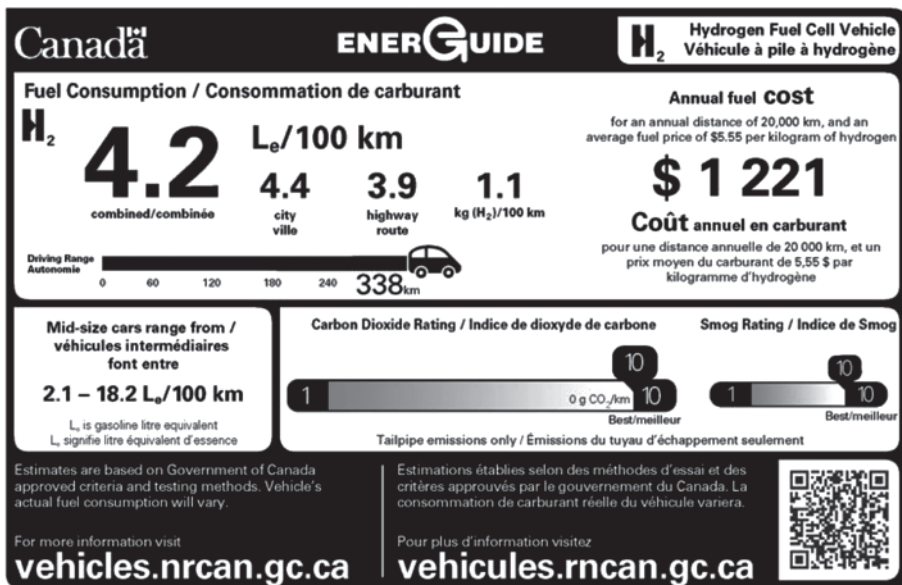 Canada
ENERGUIDE
H2
Hydrogen Fuel Cell Vehicle
Véhicule à pile à hydrogène
Fuel Consumption / Consommation de carburant
H2
4.2
combined/combinée
Le/100 km
4.4
city
ville
3.9
highway
route
1.1
kg (H2)/100 km
Driving Range
Autonomie
0 60 120 180 240 338 km
Annual fuel cost
for an annual distance of 20,000 km, and an
average fuel price of $5.55 per kilogram of hydrogen
$ 1 221
Coût annuel en carburant
pour une distance annuelle de 20 000 km, et un
prix moyen du carburant de 5,55 $ par
kilogramme d'hydrogène
Mid-size cars range from /
véhicules intermédiaires
font entre
2.1 – 18.2 Le/100 km
Le is gasoline litre equivalent
Le signifie litre équivalent d'essence
Carbon Dioxide Rating / Indice de dioxyde de carbone
10
1 0 g CO2/km 10
Best/meilleur
Smog Rating / Indice de Smog
10
1 10
Best/meilleur
Tailpipe emissions only / Émissions du tuyau d'échappement seulement
Estimates are based on Government of Canada
approved criteria and testing methods. Vehicle's
actual fuel consumption will vary.
For more information visit
vehicles.nrcan.gc.ca
Estimations établies selon des méthodes d'essai et des
critères approuvés par le gouvernement du Canada. La
consommation de carburant réelle du véhicule variera.
Pour plus d'information visitez
vehicules.rncan.gc.ca